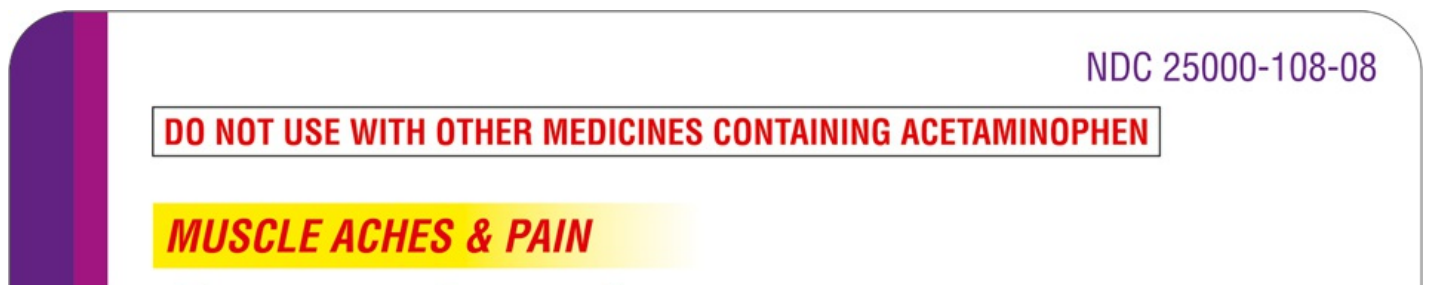 NDC 25000-108-08
DO NOT USE WITH OTHER MEDICINES CONTAINING ACETAMINOPHEN
MUSCLE ACHES & PAIN